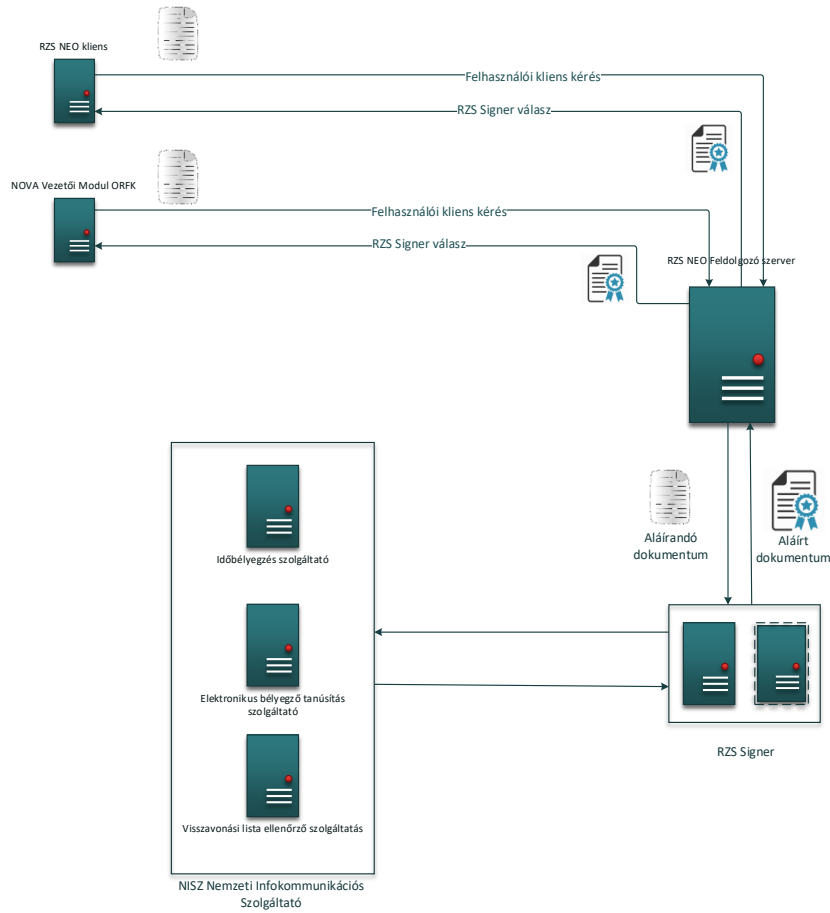 RZS NEO kliens
Felhasználói kliens kérés
RZS Signer válasz
NOVA Vezetői Modul ORFK
Felhasználói kliens kérés
RZS Signer válasz
RZS NEO Feldolgozó szerver
Aláírandó
dokumentum
Aláírt
dokumentum
Időbélyegzés szolgáltató
Elektronikus bélyegző tanúsítás
szolgáltató
Visszavonási lista ellenőrző szolgáltatás
RZS Signer
NISZ Nemzeti Infokommunikációs
Szolgáltató